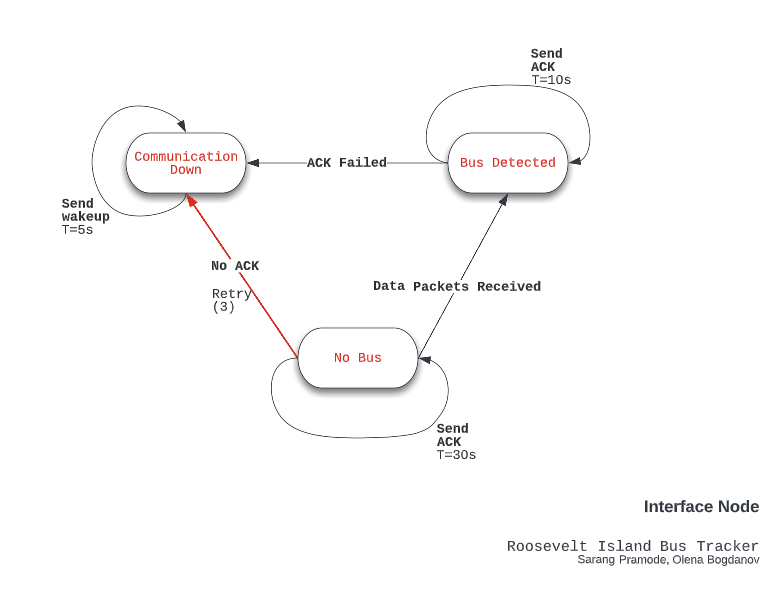 Send
ACK
T=10s
Communication
Down
ACK Failed
Bus Detected
Send
wakeup
T=5s
No ACK
Retry
(3)
Data Packets Received
No Bus
Send
ACK
T=30s
Interface Node
Roosevelt Island Bus Tracker
Sarang Pramode, Olena Bogdanov